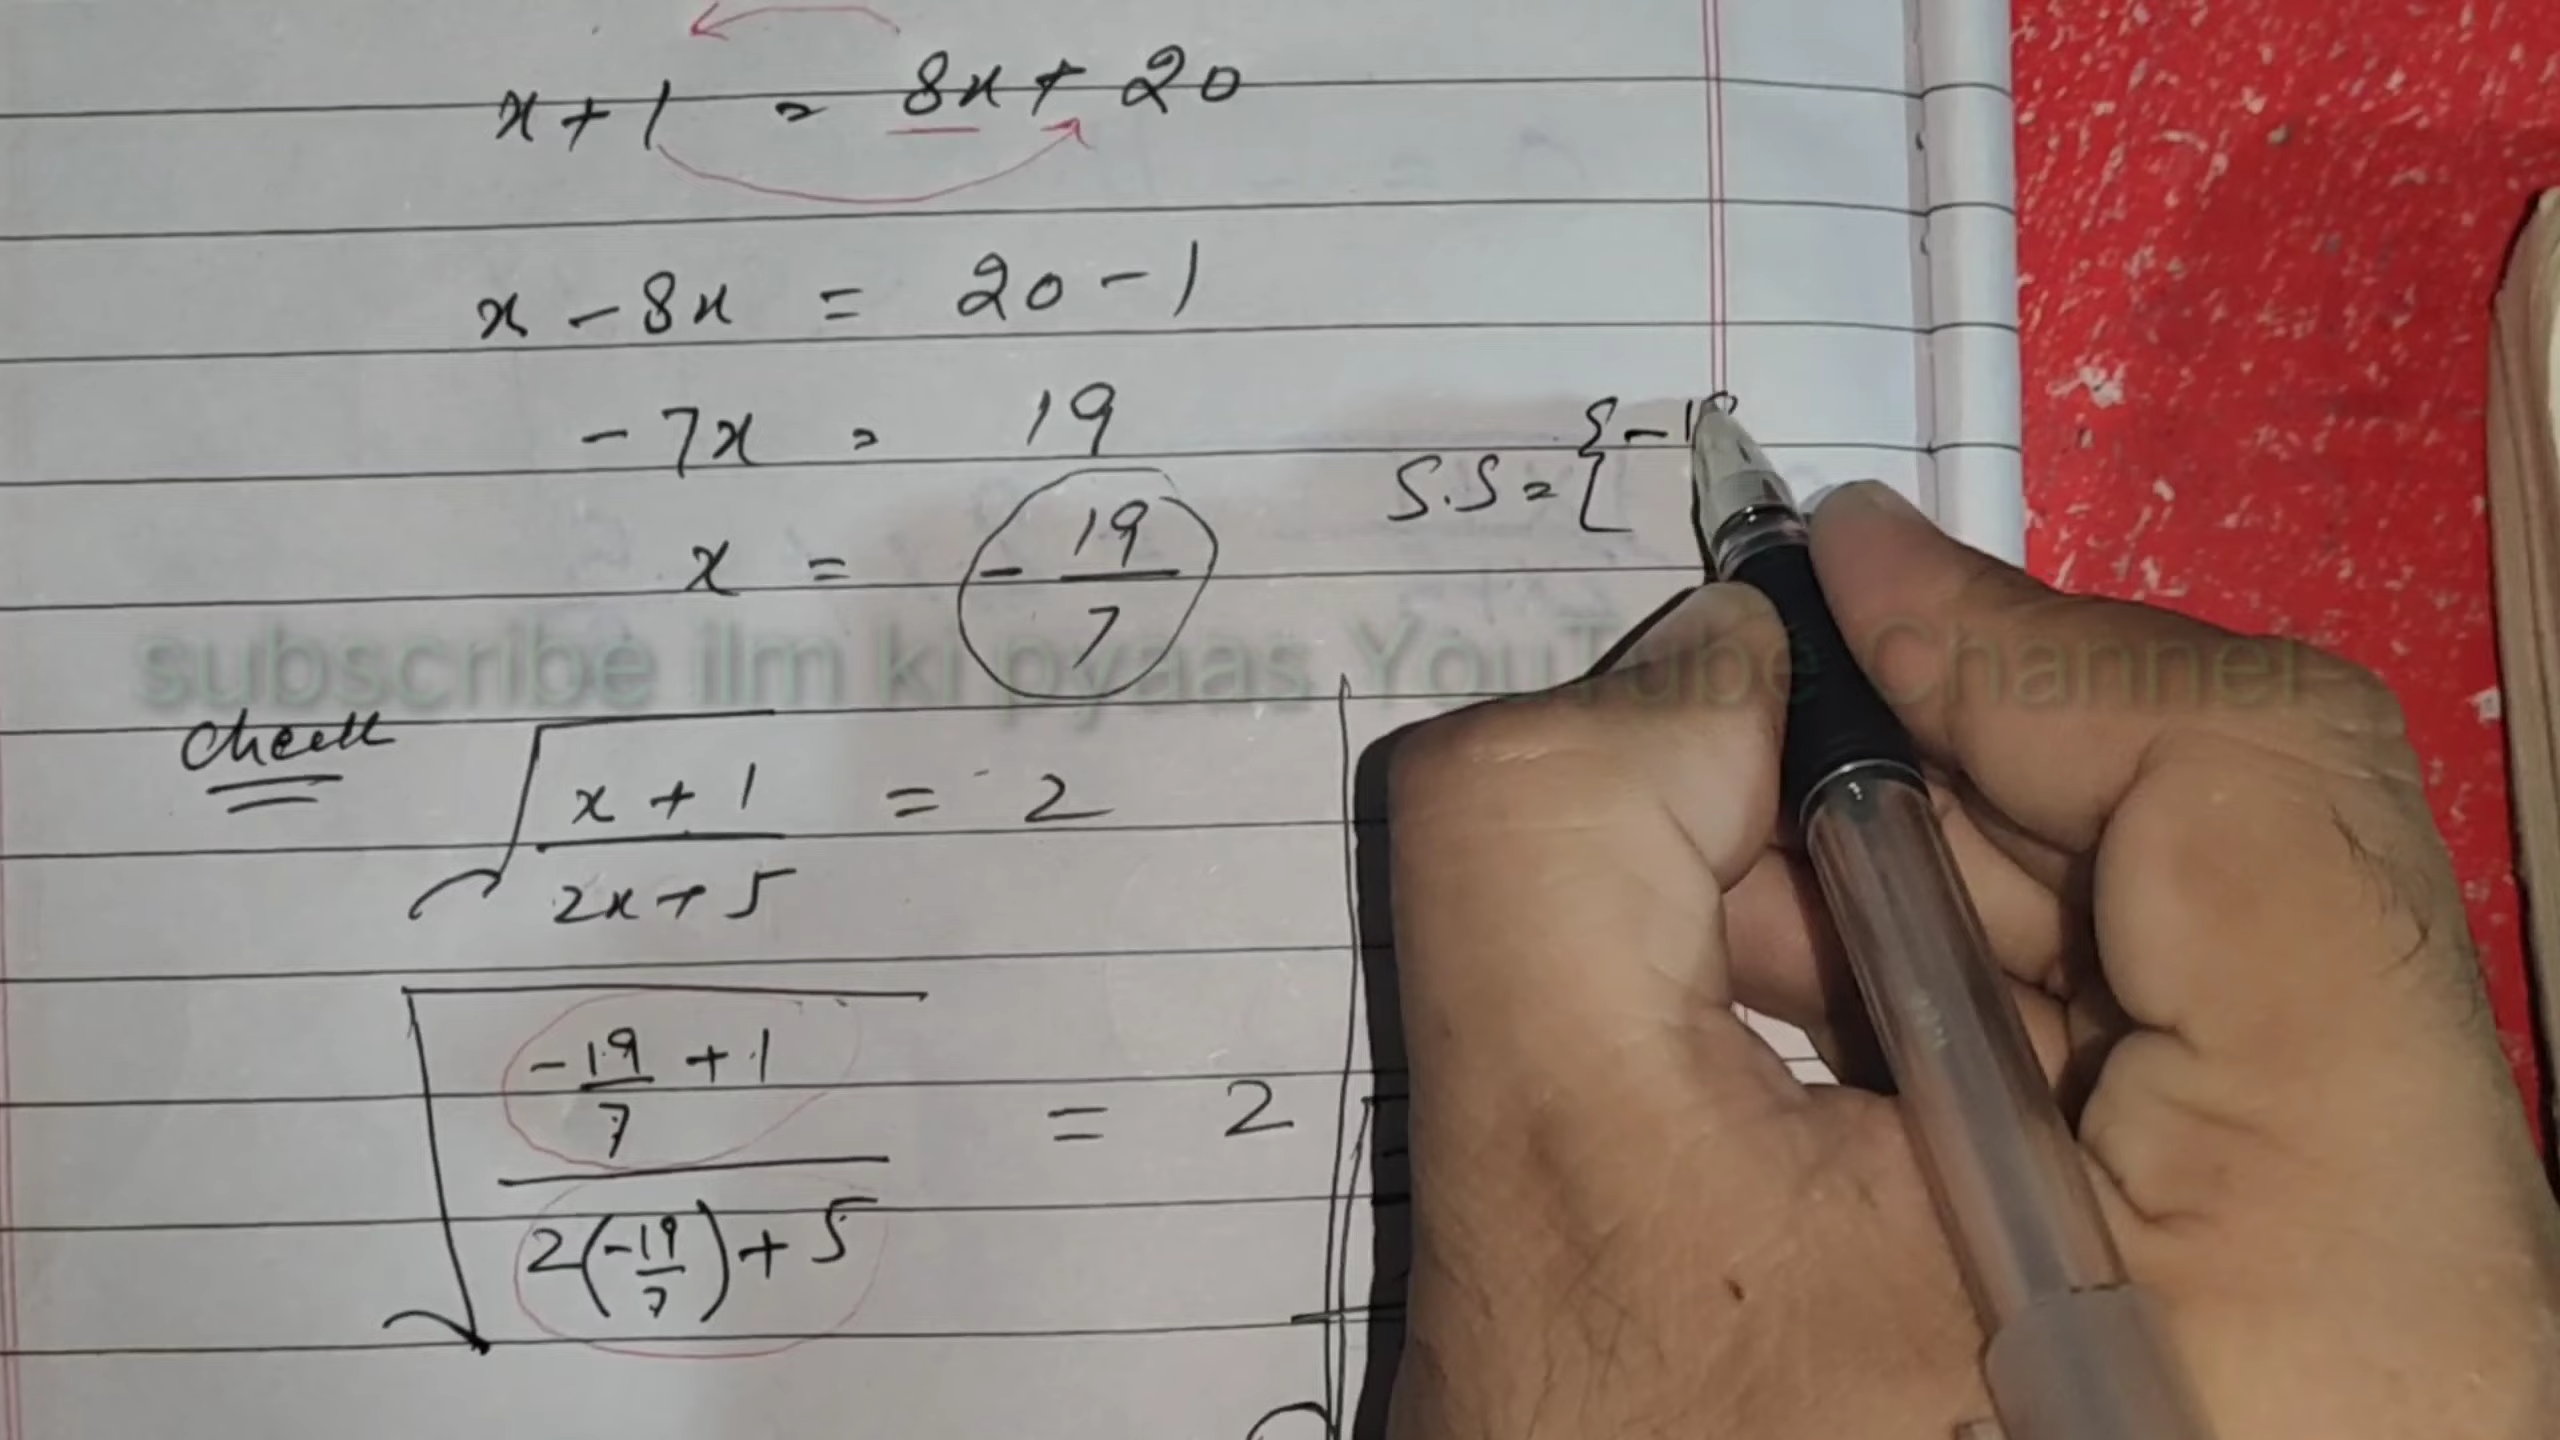 x + 1 = 8x + 20
x - 8x = 20 - 1
-7x = 19
S.S = { -19
x = - 19/7
subscribe ilm ki pyaas YouTube Channel
Check √((x + 1)/(2x + 5)) = 2
√((-19/7 + 1)/(2(-19/7) + 5)) = 2